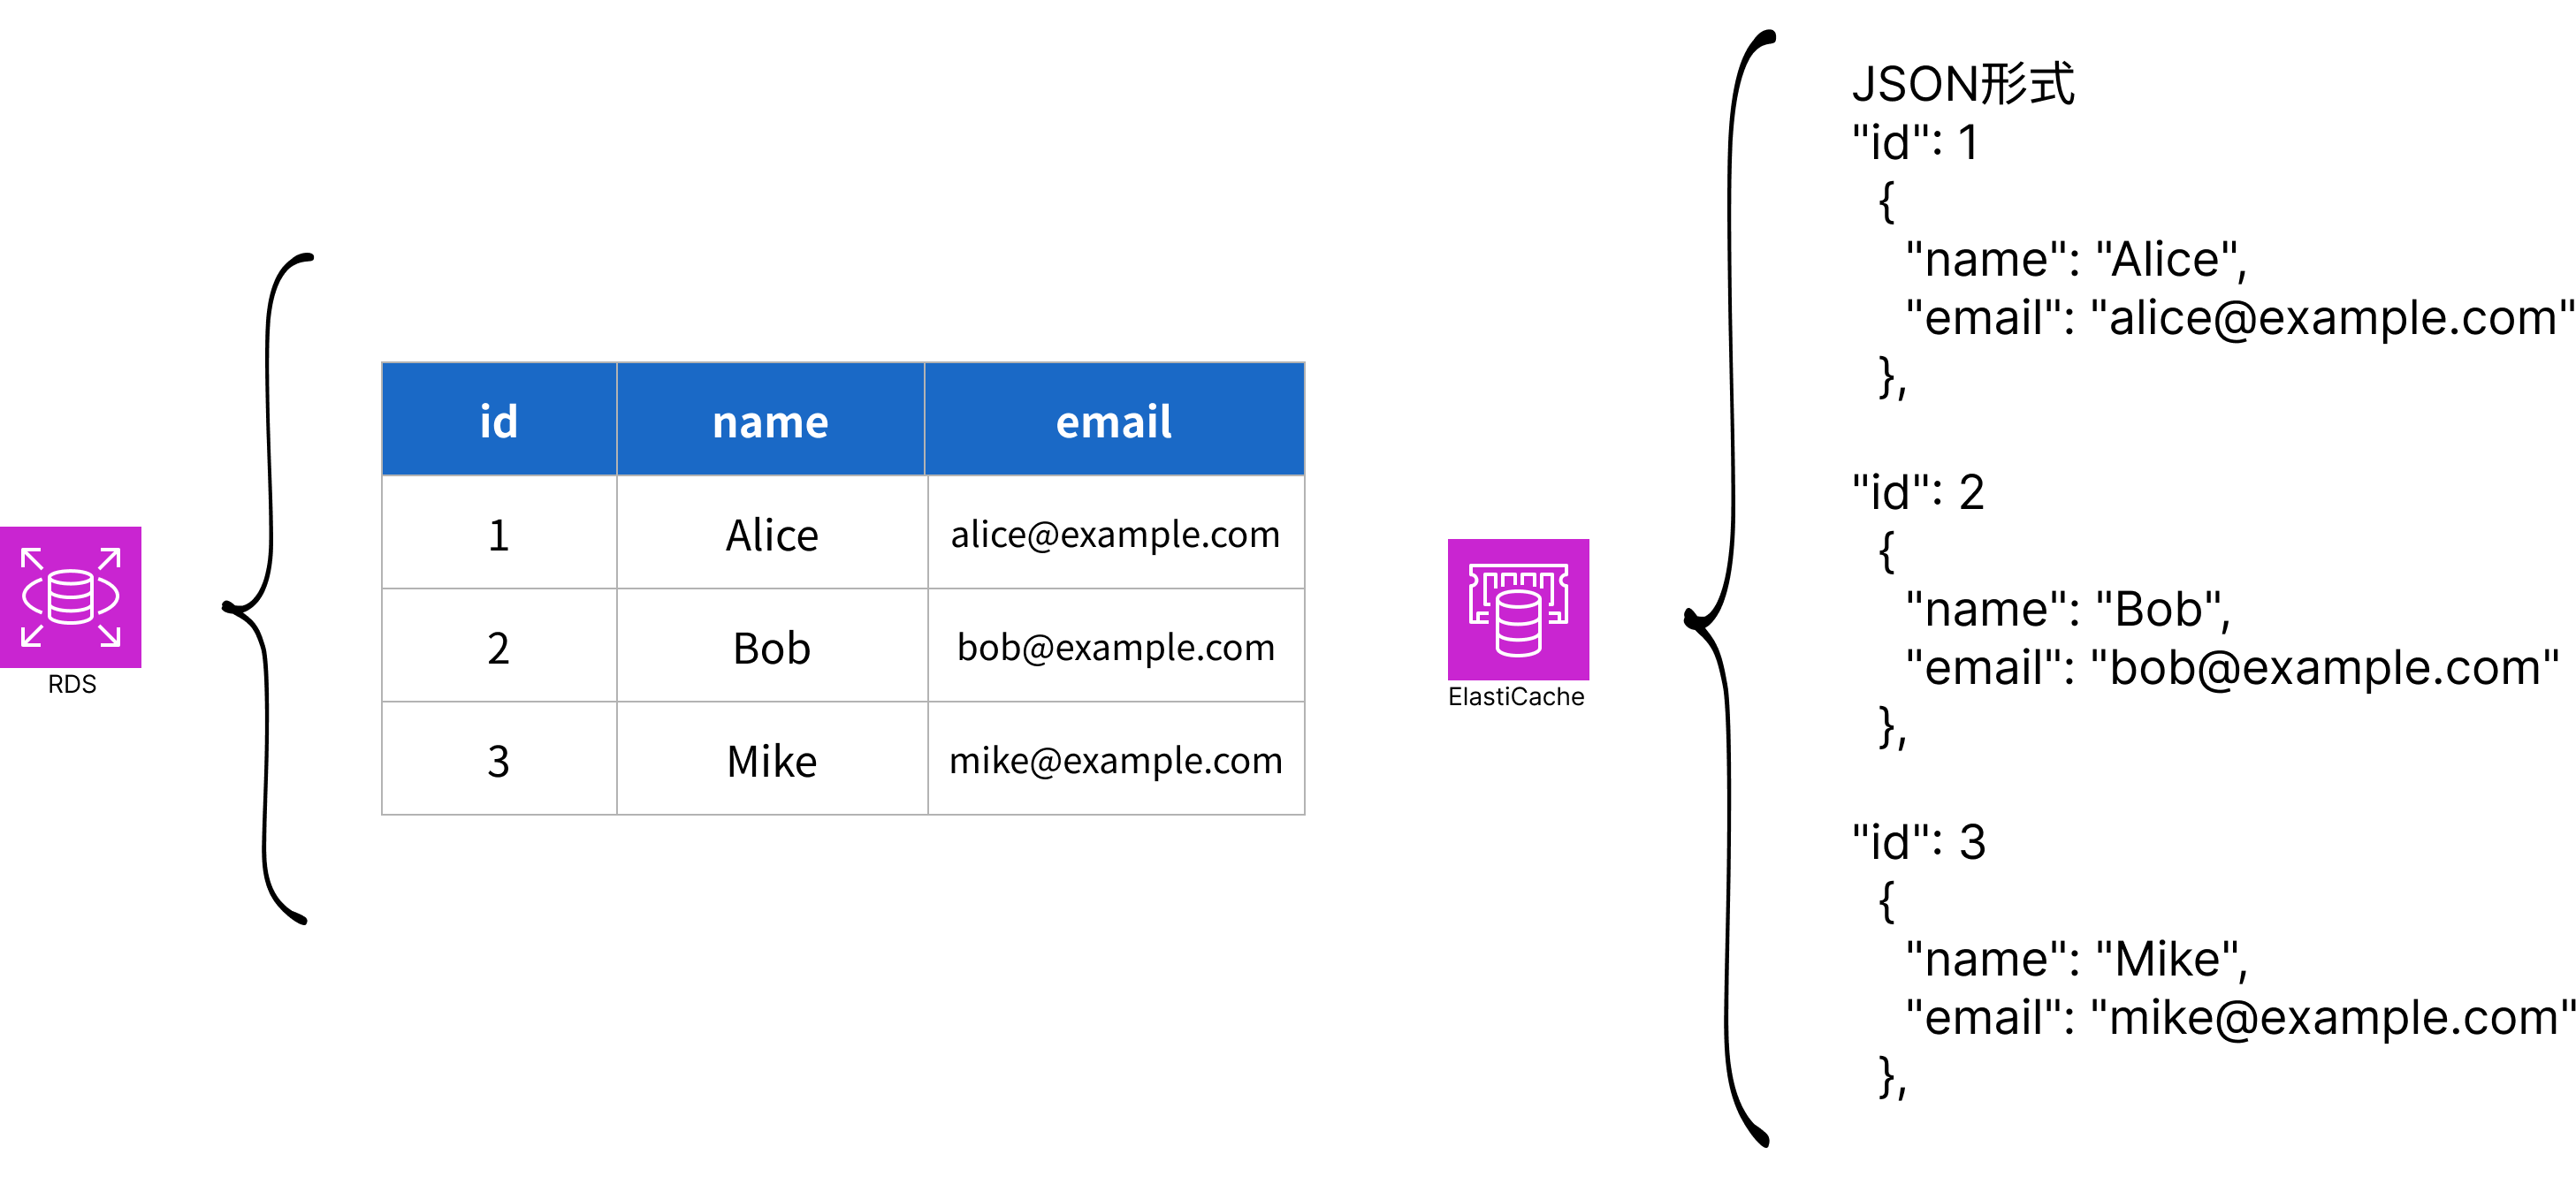 RDS
id name email
1 Alice alice@example.com
2 Bob bob@example.com
3 Mike mike@example.com
ElastiCache
JSON形式
"id": 1
{
"name": "Alice",
"email": "alice@example.com"
},
"id": 2
{
"name": "Bob",
"email": "bob@example.com"
},
"id": 3
{
"name": "Mike",
"email": "mike@example.com"
},